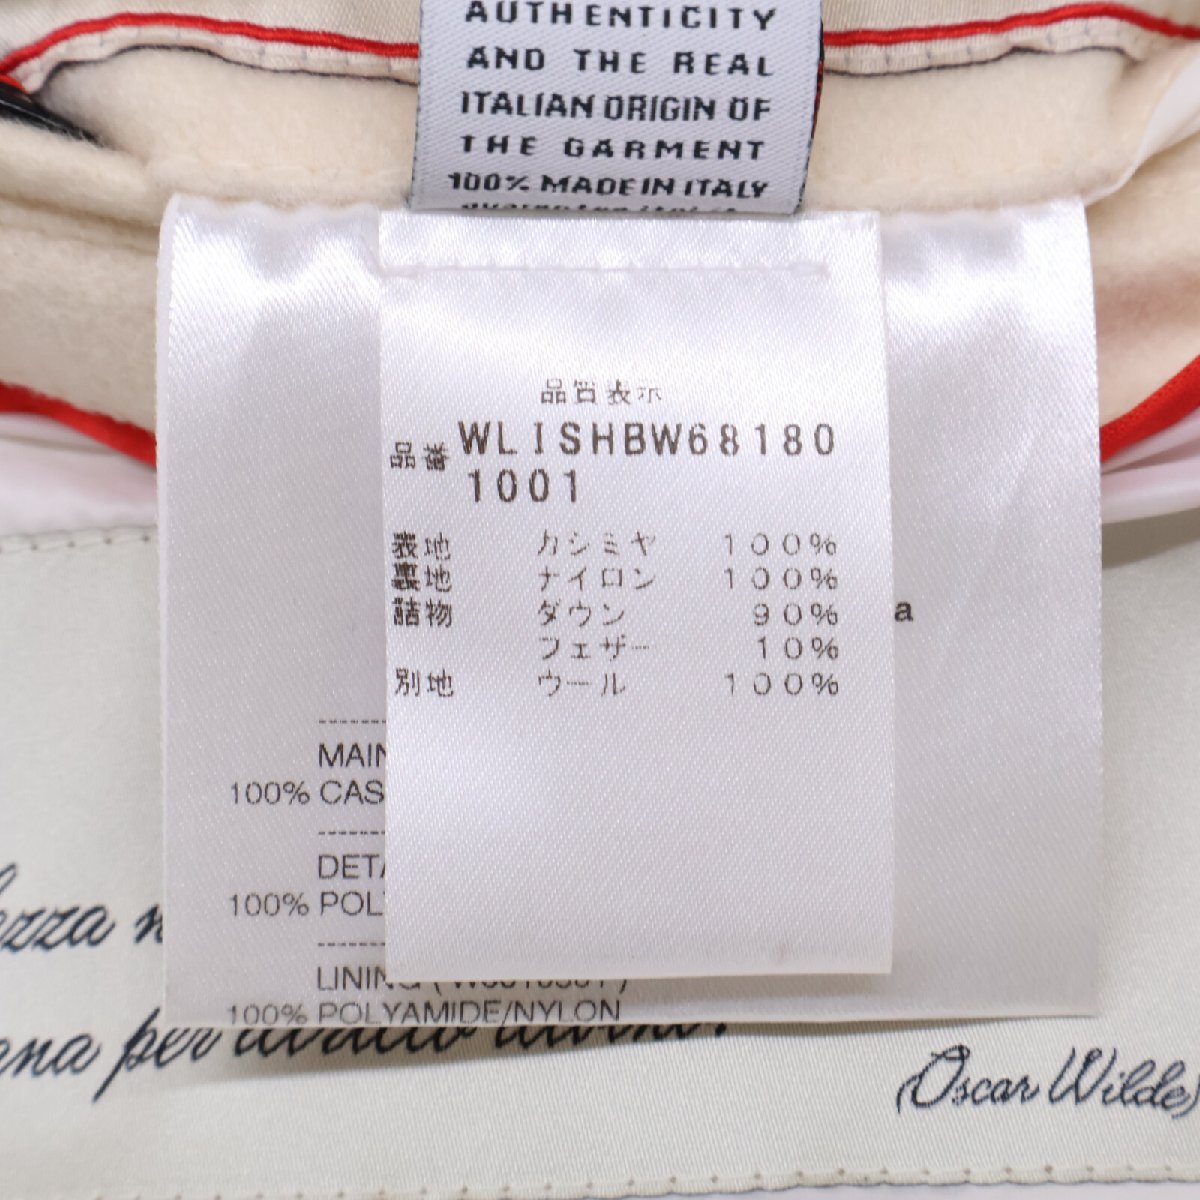 AUTHENTICITY
AND THE REAL
ITALIAN ORIGIN OF
THE GARMENT
100% MADE IN ITALY
品質表示
品番 WLISHBW68180
1001
表地 カシミヤ 100%
裏地 ナイロン 100%
詰物 ダウン 90%
フェザー 10%
別地 ウール 100%
a
MAIN
100% CAS
DETA
100% POL
LINING
100% POLYAMIDE/NYLON
ezza n
per
(Oscar Wilde)